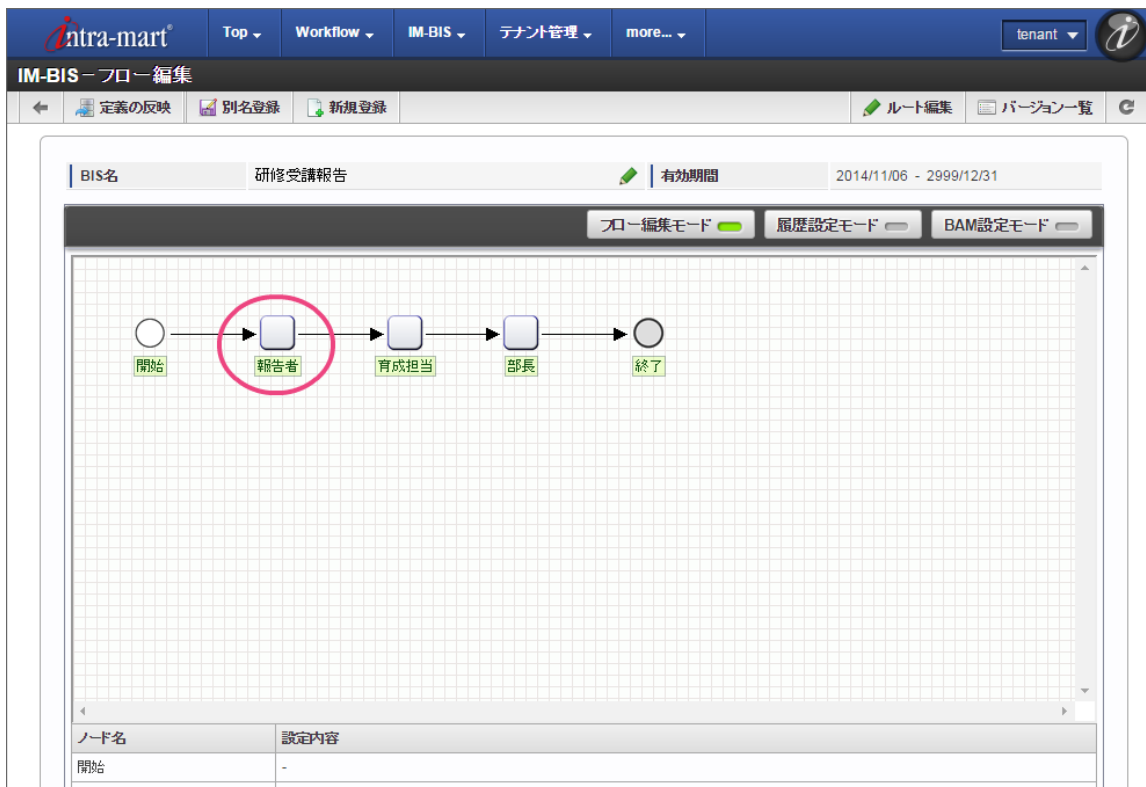 intra-mart® Top Workflow IM-BIS テナント管理 more... tenant
IM-BIS－フロー編集
定義の反映 別名登録 新規登録 ルート編集 バージョン一覧
BIS名 研修受講報告 有効期間 2014/11/06 - 2999/12/31
フロー編集モード 履歴設定モード BAM設定モード
開始 報告者 育成担当 部長 終了
ノード名 設定内容
開始 -